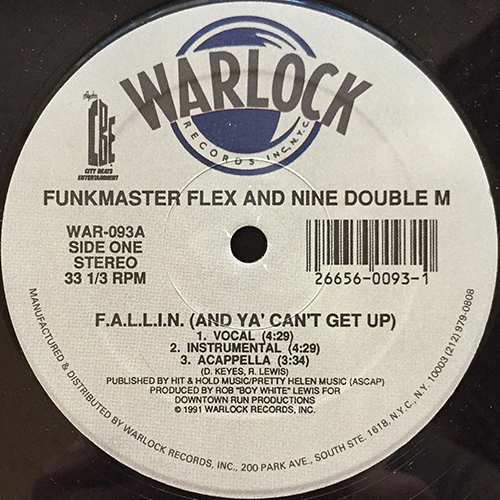 WARLOCK
RECORDS INC, N.Y.C.
CBE
CITY BEATS
ENTERTAINMENT
FUNKMASTER FLEX AND NINE DOUBLE M
WAR-093A
SIDE ONE
STEREO
33 1/3 RPM
26656-0093-1
F.A.L.L.I.N. (AND YA' CAN'T GET UP)
1. VOCAL (4:29)
2. INSTRUMENTAL (4:29)
3. ACAPPELLA (3:34)
(D. KEYES, R. LEWIS)
PUBLISHED BY HIT & HOLD MUSIC/PRETTY HELEN MUSIC (ASCAP)
PRODUCED BY ROB "BOY WHITE" LEWIS FOR
DOWNTOWN RUN PRODUCTIONS
© 1991 WARLOCK RECORDS, INC.
MANUFACTURED & DISTRIBUTED BY WARLOCK RECORDS, INC., 200 PARK AVE., SOUTH STE. 1618, N.Y.C., N.Y. 10003 (212) 979-0808